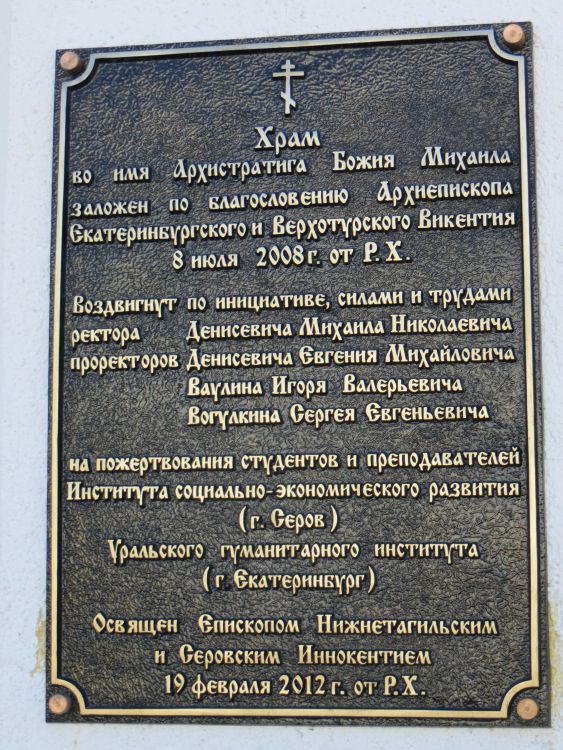 Храм
во имя Архистратига Божия Михаила
заложен по благословению Архиепископа
Екатеринбургского и Верхотурского Викентия
8 июля 2008 г. от Р.Х.
Воздвигнут по инициативе, силами и трудами
ректора Денисевича Михаила Николаевича
проректоров Денисевича Евгения Михайловича
Ваулина Игоря Валерьевича
Вогулкина Сергея Евгеньевича
на пожертвования студентов и преподавателей
Института социально-экономического развития
(г. Серов)
Уральского гуманитарного института
(г. Екатеринбург)
Освящен Епископом Нижнетагильским
и Серовским Иннокентием
19 февраля 2012 г. от Р.Х.